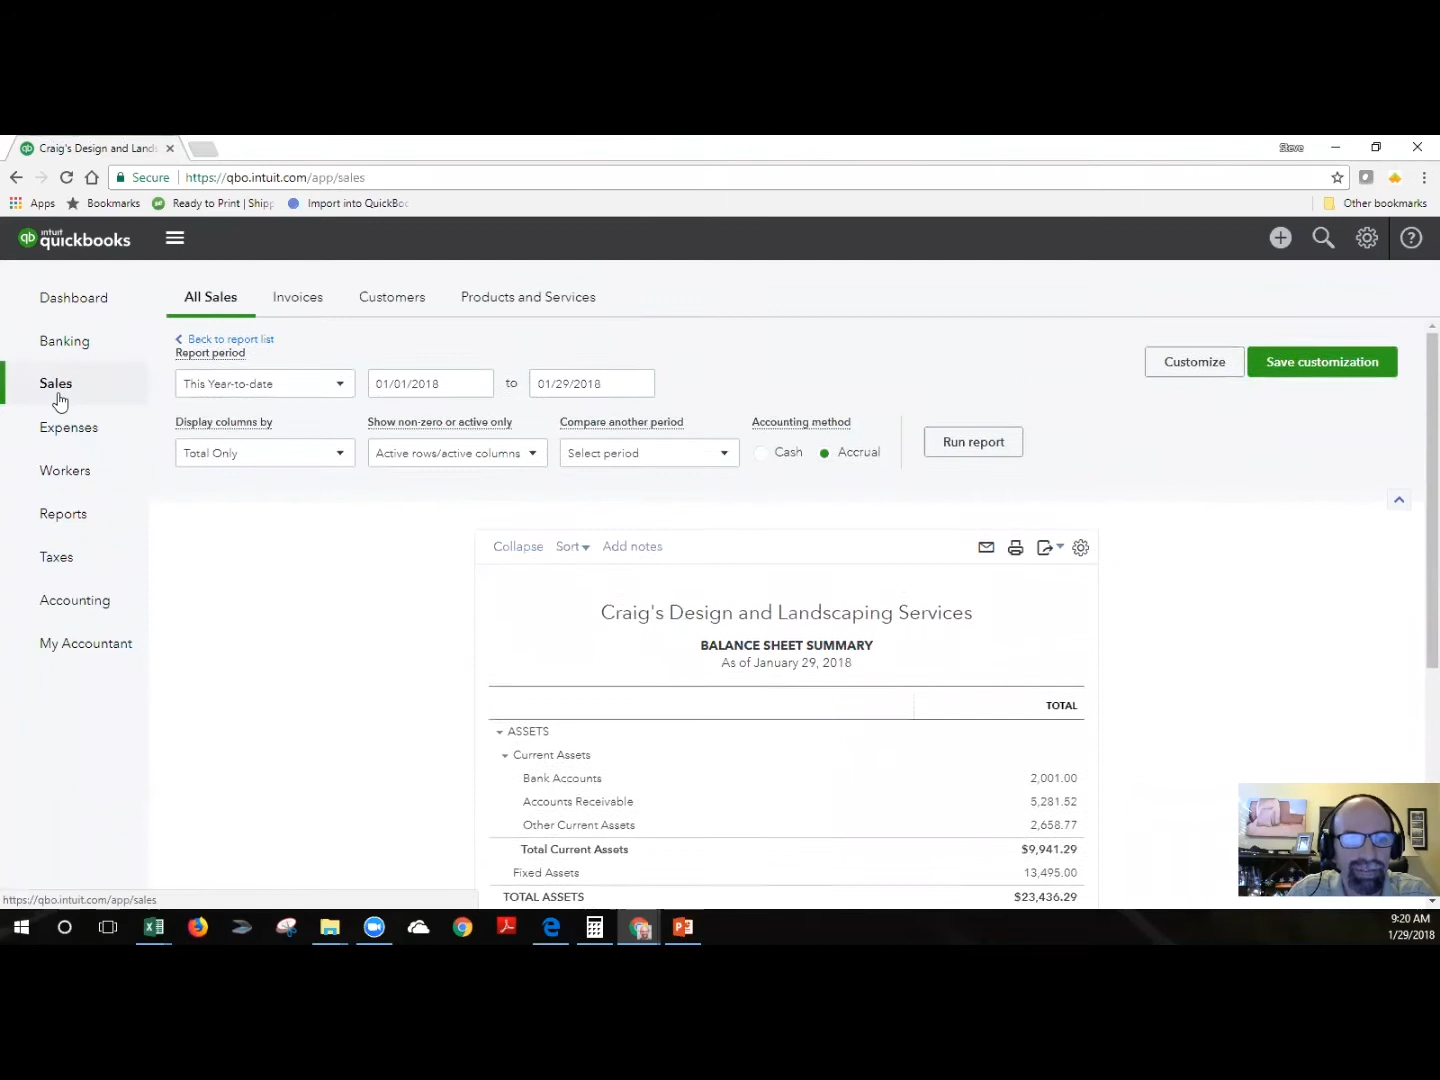 Craig's Design and Lands
Steve
Secure https://qbo.intuit.com/app/sales
Apps Bookmarks Ready to Print | Shipp Import into QuickBoo Other bookmarks
qb intuit quickbooks
Dashboard
Banking
Sales
Expenses
Workers
Reports
Taxes
Accounting
My Accountant
All Sales Invoices Customers Products and Services
Back to report list
Report period
This Year-to-date 01/01/2018 to 01/29/2018
Customize Save customization
Display columns by Show non-zero or active only Compare another period Accounting method
Total Only Active rows/active columns Select period Cash Accrual Run report
Collapse Sort Add notes
Craig's Design and Landscaping Services
BALANCE SHEET SUMMARY
As of January 29, 2018
TOTAL
ASSETS
Current Assets
Bank Accounts 2,001.00
Accounts Receivable 5,281.52
Other Current Assets 2,658.77
Total Current Assets $9,941.29
Fixed Assets 13,495.00
TOTAL ASSETS $23,436.29
https://qbo.intuit.com/app/sales
9:20 AM
1/29/2018